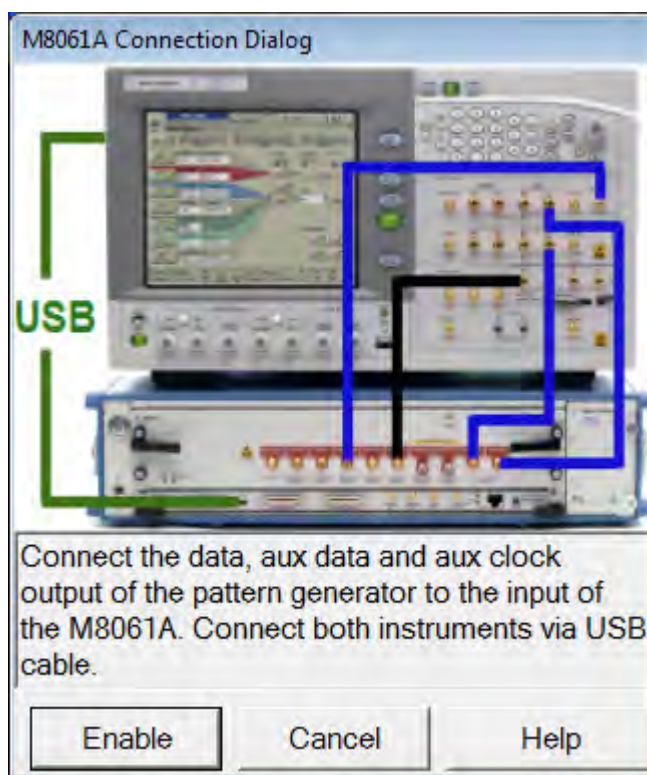 M8061A Connection Dialog
USB
Connect the data, aux data and aux clock
output of the pattern generator to the input of
the M8061A. Connect both instruments via USB
cable.
Enable
Cancel
Help